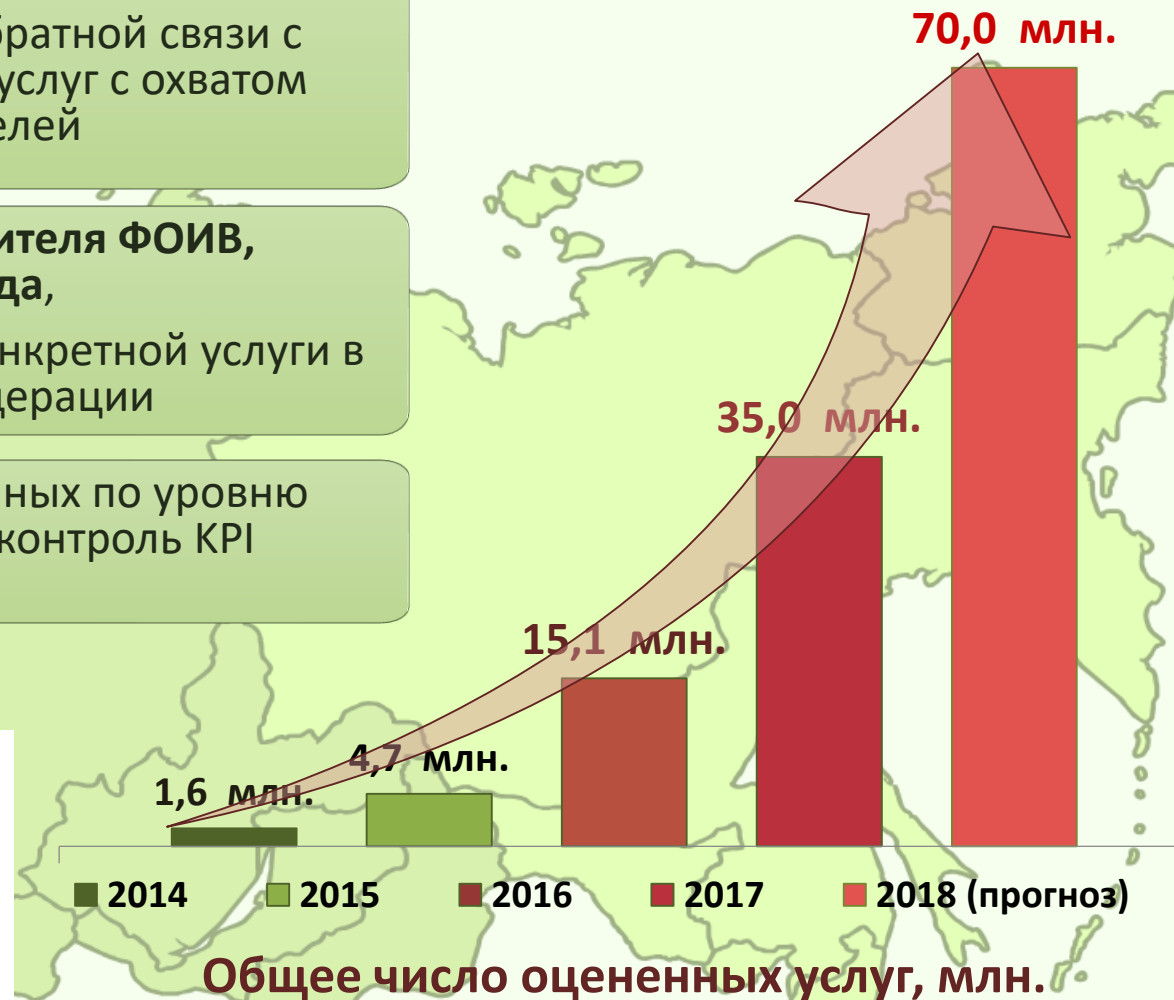 братной связи с
услуг с охватом
елей
ителя ФОИВ,
да,
нкретной услуги в
дерации
ных по уровню
контроль KPI
70,0 млн.
35,0 млн.
15,1 млн.
4,7 млн.
1,6 млн.
2014 2015 2016 2017 2018 (прогноз)
Общее число оцененных услуг, млн.